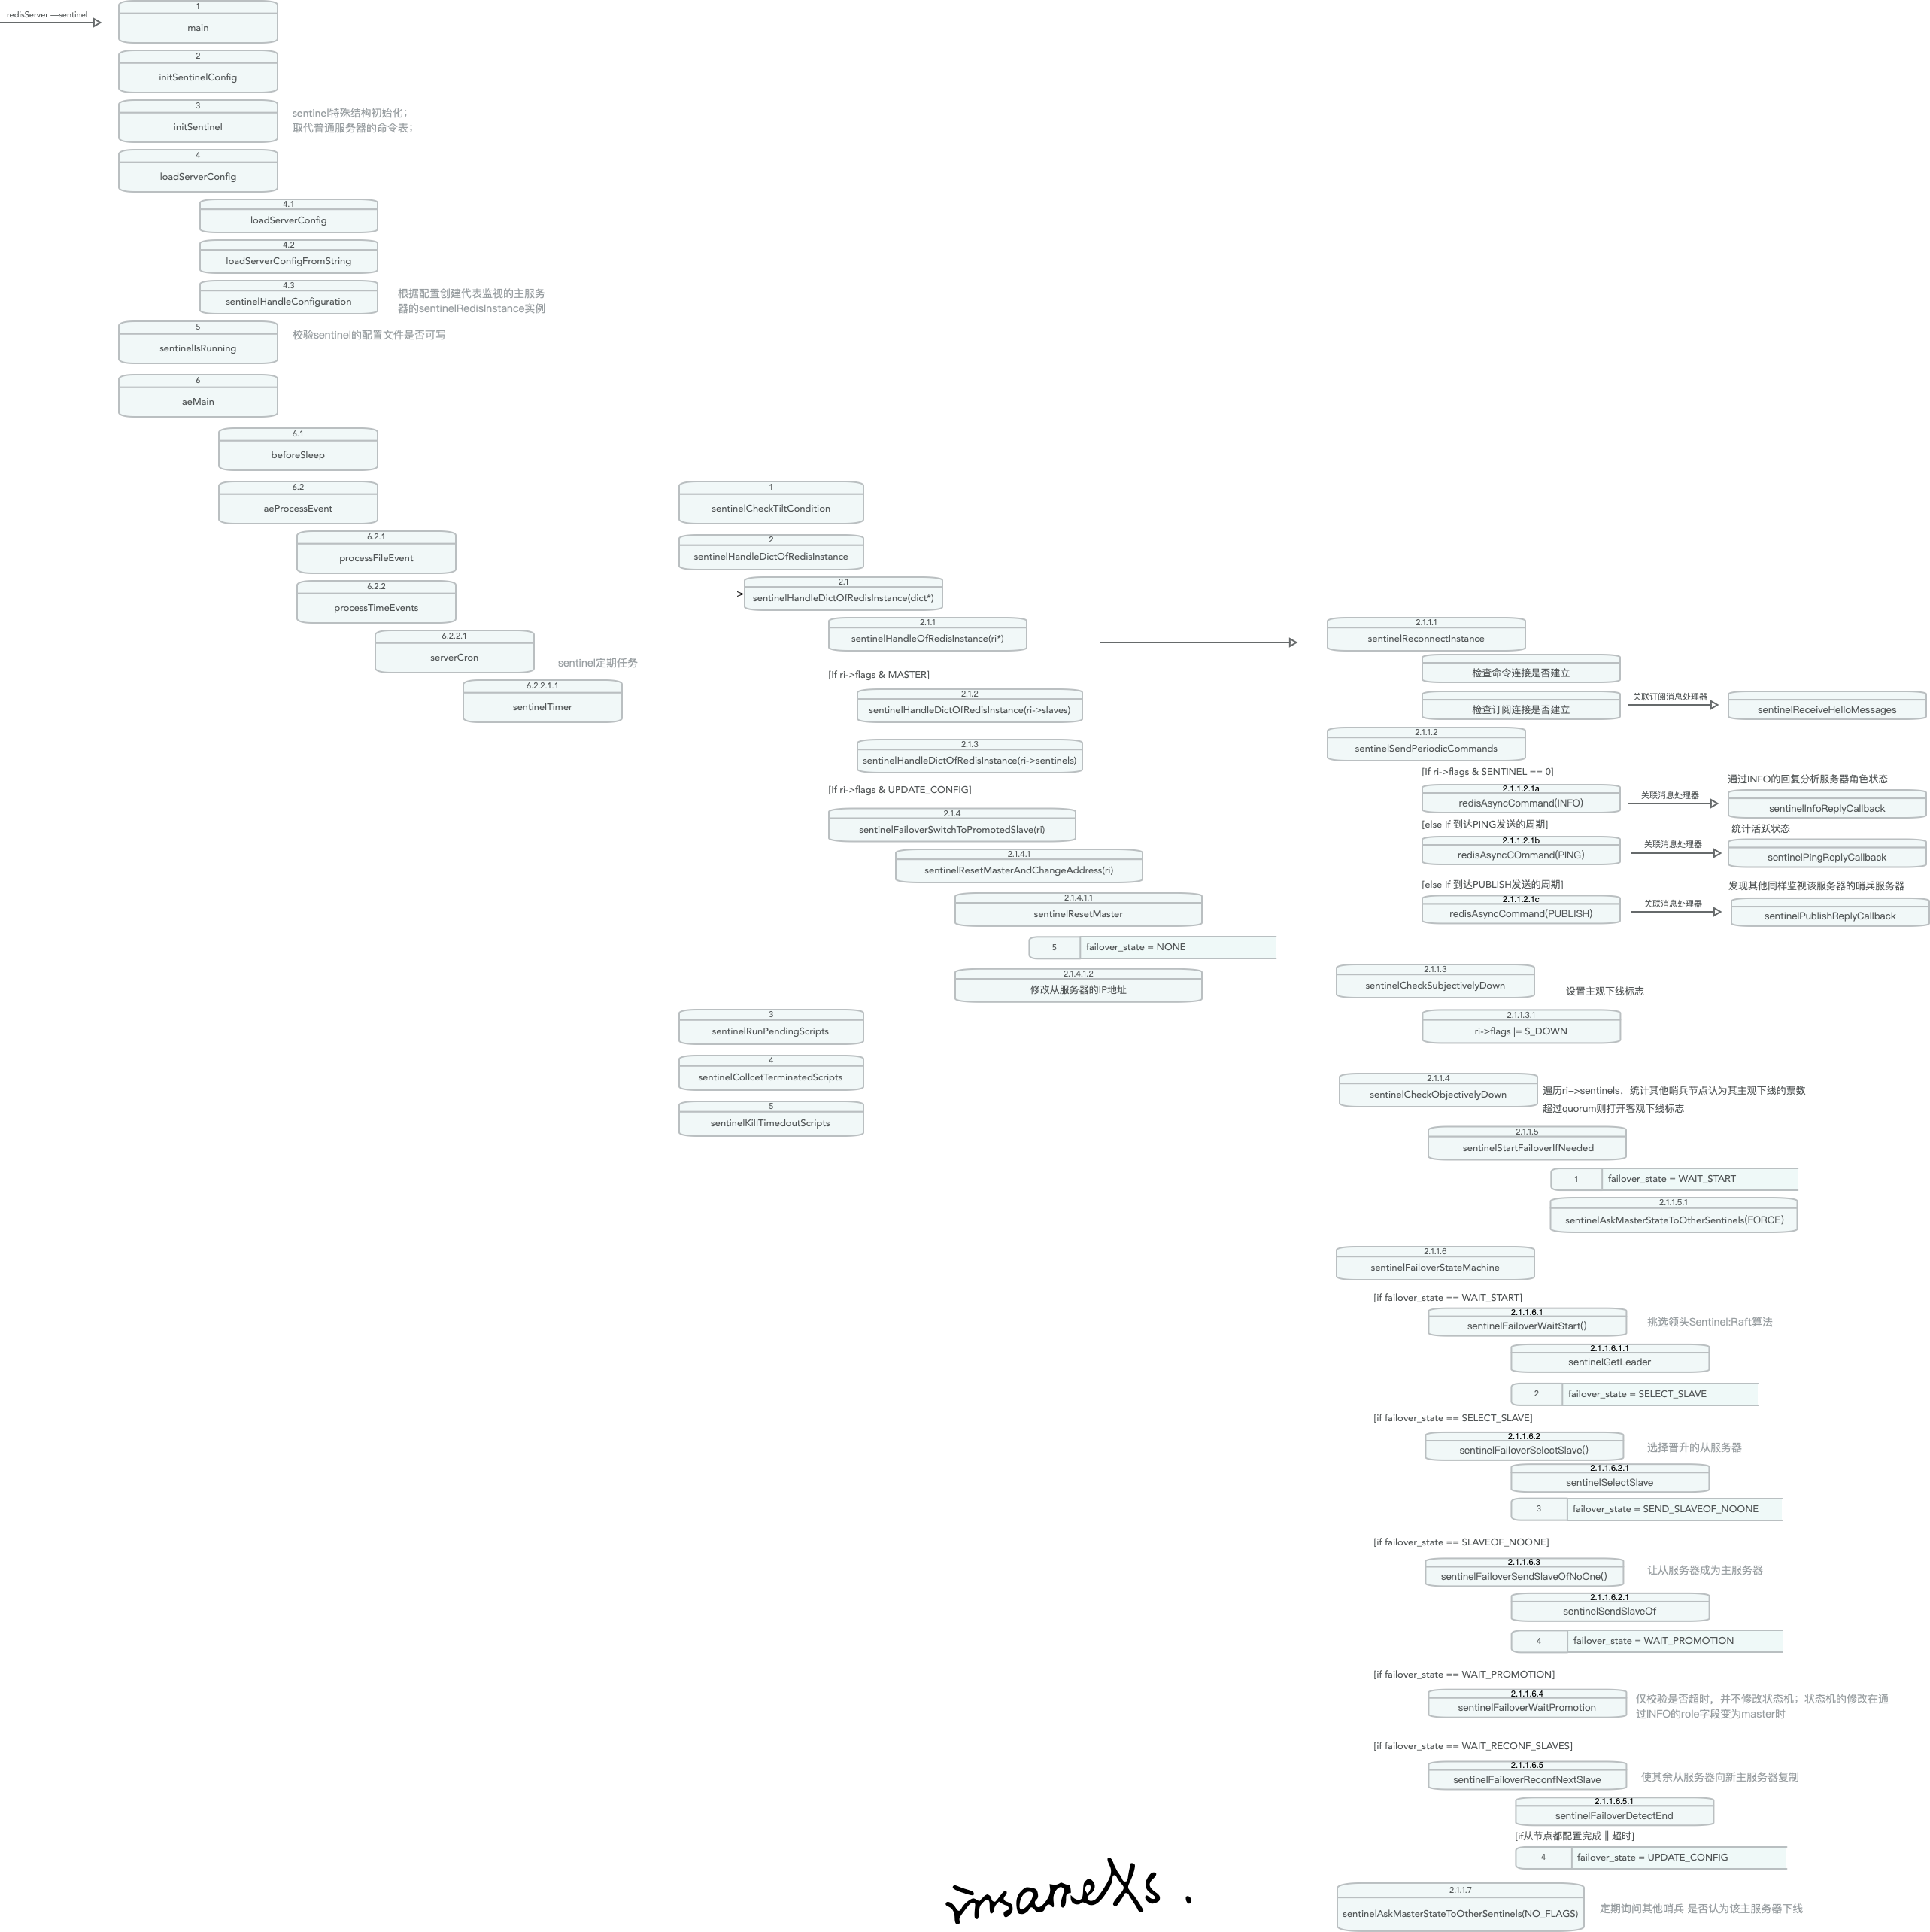 redisServer —sentinel
1
main
2
initSentinelConfig
3
initSentinel
sentinel特殊结构初始化；
取代普通服务器的命令表；
4
loadServerConfig
4.1
loadServerConfig
4.2
loadServerConfigFromString
4.3
sentinelHandleConfiguration
根据配置创建代表监视的主服务
器的sentinelRedisInstance实例
5
sentinelIsRunning
校验sentinel的配置文件是否可写
6
aeMain
6.1
beforeSleep
6.2
aeProcessEvent
6.2.1
processFileEvent
6.2.2
processTimeEvents
6.2.2.1
serverCron
sentinel定期任务
6.2.2.1.1
sentinelTimer
1
sentinelCheckTiltCondition
2
sentinelHandleDictOfRedisInstance
2.1
sentinelHandleDictOfRedisInstance(dict*)
2.1.1
sentinelHandleOfRedisInstance(ri*)
[If ri->flags & MASTER]
2.1.2
sentinelHandleDictOfRedisInstance(ri->slaves)
2.1.3
sentinelHandleDictOfRedisInstance(ri->sentinels)
[If ri->flags & UPDATE_CONFIG]
2.1.4
sentinelFailoverSwitchToPromotedSlave(ri)
2.1.4.1
sentinelResetMasterAndChangeAddress(ri)
2.1.4.1.1
sentinelResetMaster
5
failover_state = NONE
2.1.4.1.2
修改从服务器的IP地址
3
sentinelRunPendingScripts
4
sentinelCollcetTerminatedScripts
5
sentinelKillTimedoutScripts
2.1.1.1
sentinelReconnectInstance
检查命令连接是否建立
检查订阅连接是否建立
关联订阅消息处理器
sentinelReceiveHelloMessages
2.1.1.2
sentinelSendPeriodicCommands
[If ri->flags & SENTINEL == 0]
2.1.1.2.1a
redisAsyncCommand(INFO)
关联消息处理器
通过INFO的回复分析服务器角色状态
sentinelInfoReplyCallback
[else If 到达PING发送的周期]
2.1.1.2.1b
redisAsyncCOmmand(PING)
关联消息处理器
统计活跃状态
sentinelPingReplyCallback
[else If 到达PUBLISH发送的周期]
2.1.1.2.1c
redisAsyncCommand(PUBLISH)
关联消息处理器
发现其他同样监视该服务器的哨兵服务器
sentinelPublishReplyCallback
2.1.1.3
sentinelCheckSubjectivelyDown
设置主观下线标志
2.1.1.3.1
ri->flags |= S_DOWN
2.1.1.4
sentinelCheckObjectivelyDown
遍历ri->sentinels，统计其他哨兵节点认为其主观下线的票数
超过quorum则打开客观下线标志
2.1.1.5
sentinelStartFailoverIfNeeded
1
failover_state = WAIT_START
2.1.1.5.1
sentinelAskMasterStateToOtherSentinels(FORCE)
2.1.1.6
sentinelFailoverStateMachine
[if failover_state == WAIT_START]
2.1.1.6.1
sentinelFailoverWaitStart()
挑选领头Sentinel:Raft算法
2.1.1.6.1.1
sentinelGetLeader
2
failover_state = SELECT_SLAVE
[if failover_state == SELECT_SLAVE]
2.1.1.6.2
sentinelFailoverSelectSlave()
选择晋升的从服务器
2.1.1.6.2.1
sentinelSelectSlave
3
failover_state = SEND_SLAVEOF_NOONE
[if failover_state == SLAVEOF_NOONE]
2.1.1.6.3
sentinelFailoverSendSlaveOfNoOne()
让从服务器成为主服务器
2.1.1.6.2.1
sentinelSendSlaveOf
4
failover_state = WAIT_PROMOTION
[if failover_state == WAIT_PROMOTION]
2.1.1.6.4
sentinelFailoverWaitPromotion
仅校验是否超时，并不修改状态机；状态机的修改在通
过INFO的role字段变为master时
[if failover_state == WAIT_RECONF_SLAVES]
2.1.1.6.5
sentinelFailoverReconfNextSlave
使其余从服务器向新主服务器复制
2.1.1.6.5.1
sentinelFailoverDetectEnd
[if从节点都配置完成 || 超时]
4
failover_state = UPDATE_CONFIG
2.1.1.7
sentinelAskMasterStateToOtherSentinels(NO_FLAGS)
定期询问其他哨兵 是否认为该主服务器下线
insaneXs.